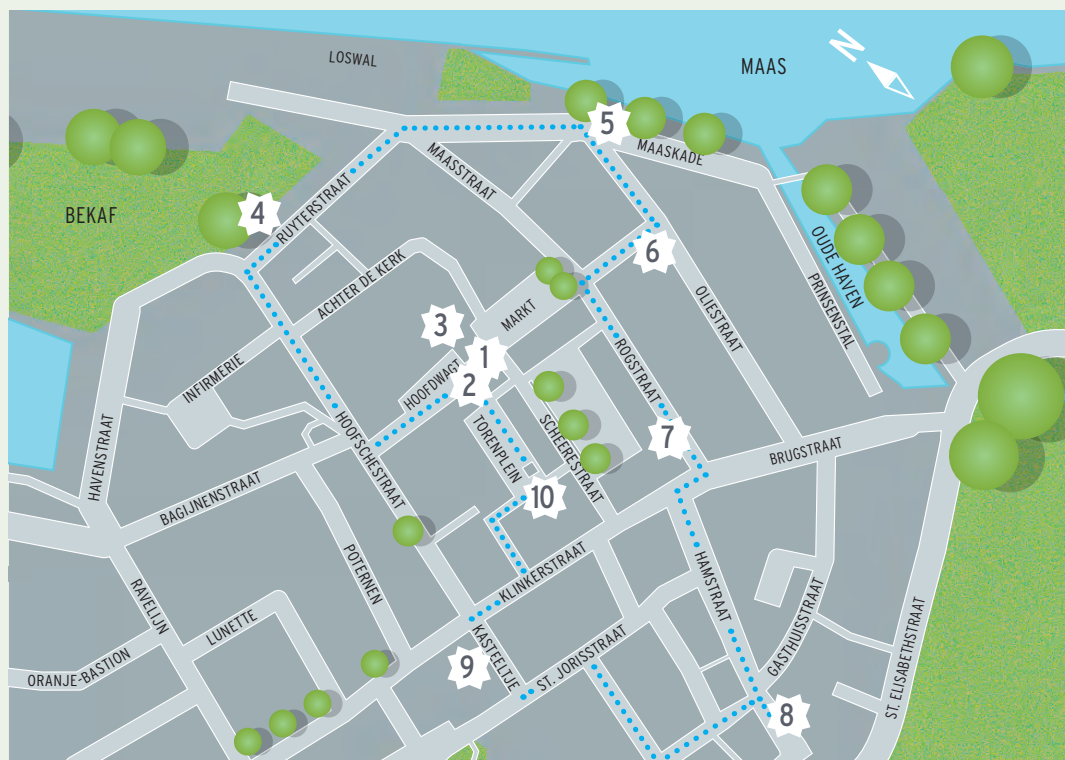 LOSWAL
MAAS
N
5
MAASKADE
MAASSTRAAT
4
RUYTERSTRAAT
BEKAF
6
OUDE HAVEN
ACHTER DE KERK
OLIESTRAAT
PRINSENSTAL
3
MARKT
1
INFIRMERIE
HOOFDWACHT
2
ROGSTRAAT
7
HAVENSTRAAT
HOOFSCHESTRAAT
TORENPLEIN
SCHEERESTRAAT
BRUGSTRAAT
BAGIJNENSTRAAT
10
POTERNEN
KLINKERSTRAAT
HAMSTRAAT
RAVELIJN
LUNETTE
GASTHUISSTRAAT
ST. ELISABETHSTRAAT
KASTEELTJE
ST. JORISSTRAAT
9
ORANJE-BASTION
8